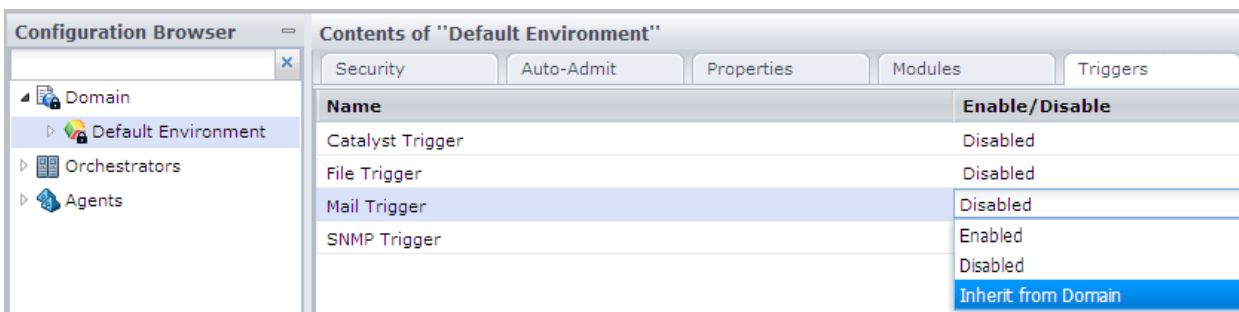 Configuration Browser
Contents of "Default Environment"
Security Auto-Admit Properties Modules Triggers
Domain
Default Environment
Orchestrators
Agents
Name Enable/Disable
Catalyst Trigger Disabled
File Trigger Disabled
Mail Trigger Disabled
SNMP Trigger
Enabled
Disabled
Inherit from Domain